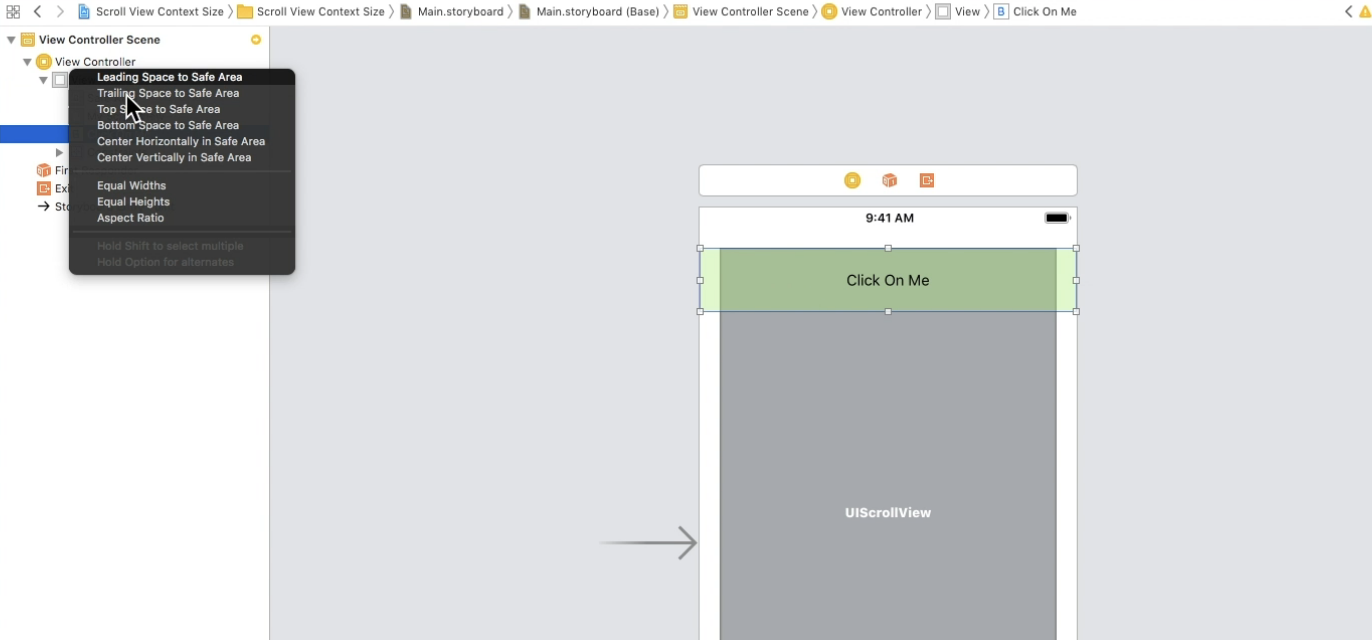 Scroll View Context Size 〉 Scroll View Context Size 〉 Main.storyboard 〉 Main.storyboard (Base) 〉 View Controller Scene 〉 View Controller 〉 View 〉 B Click On Me
View Controller Scene
View Controller
Leading Space to Safe Area
Trailing Space to Safe Area
Top Space to Safe Area
Bottom Space to Safe Area
Center Horizontally in Safe Area
Center Vertically in Safe Area
Equal Widths
Equal Heights
Aspect Ratio
Hold Shift to select multiple
Hold Option for alternates
9:41 AM
Click On Me
UIScrollView